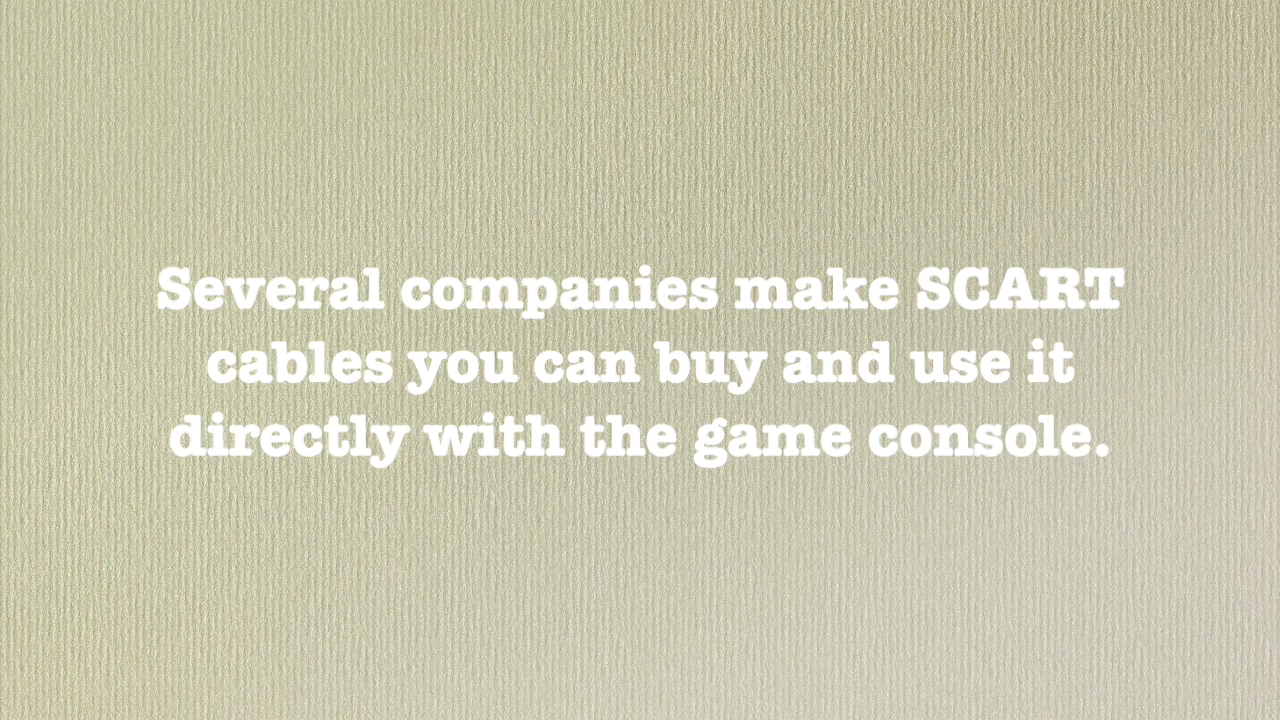 Several companies make SCART
cables you can buy and use it
directly with the game console.